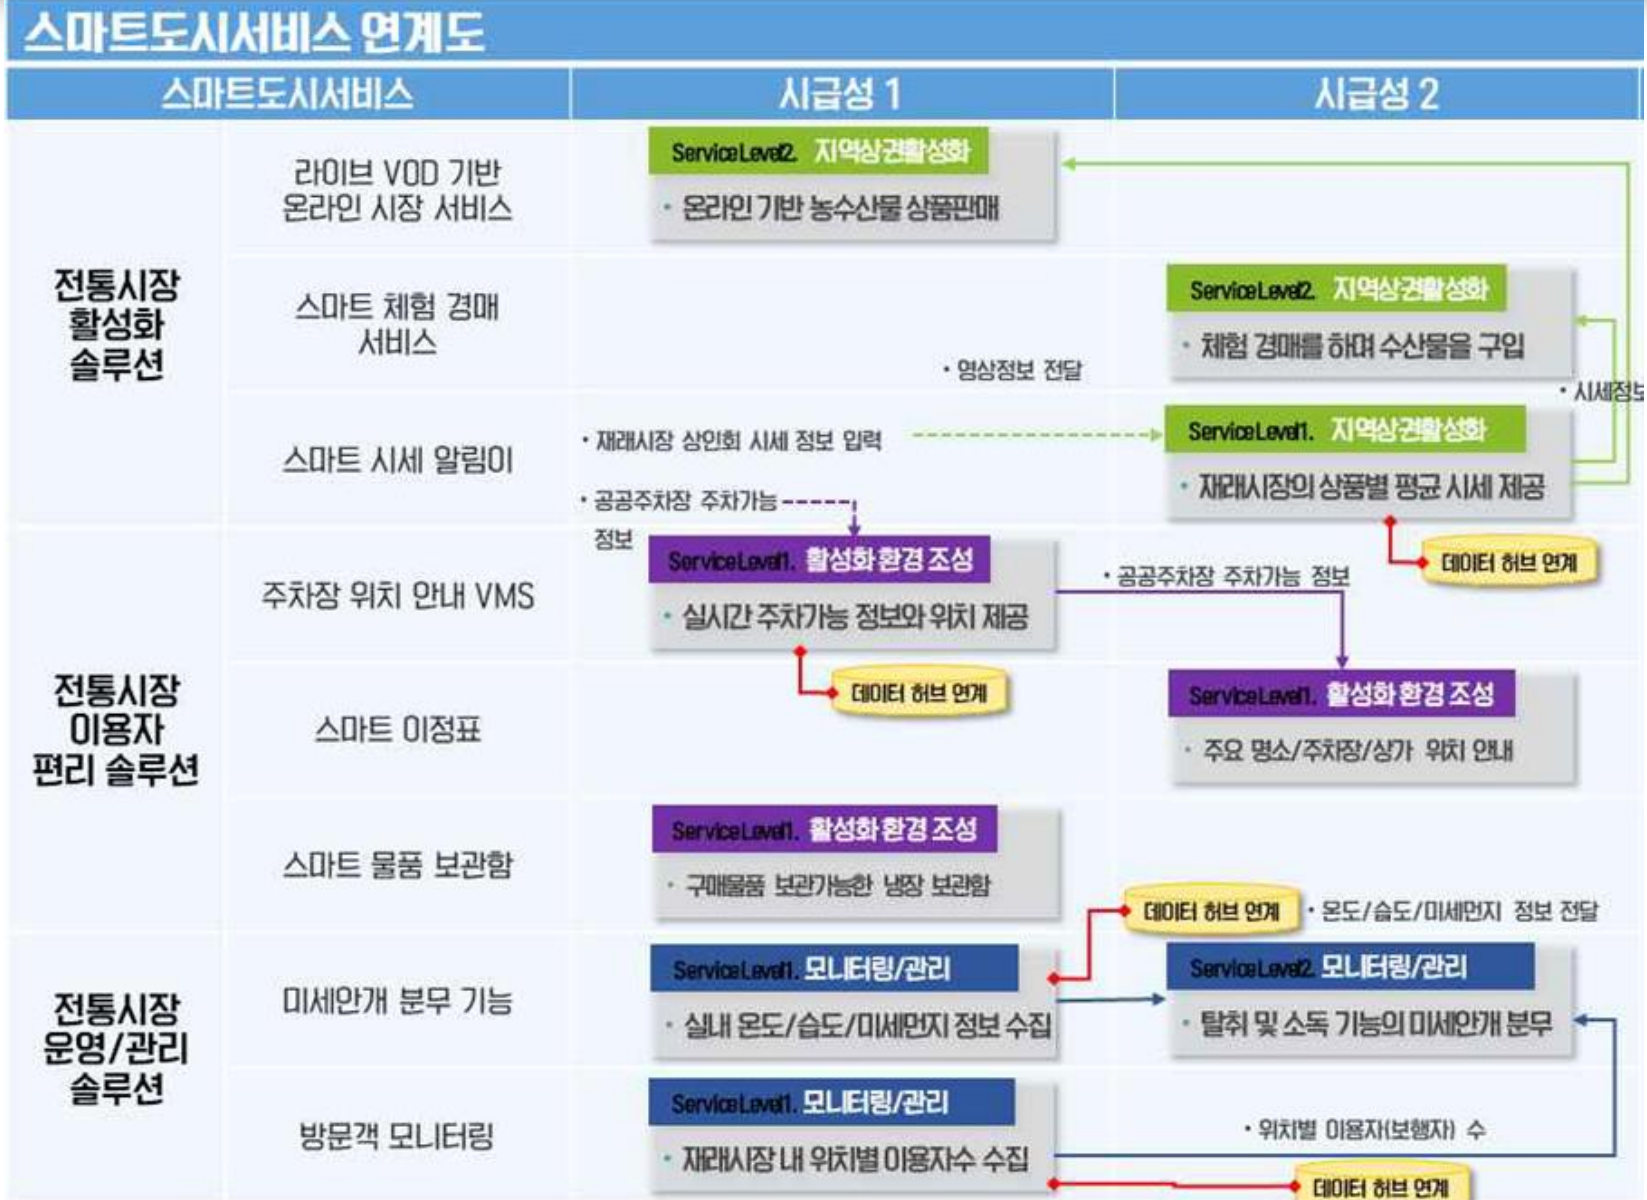 스마트도시서비스 연계도
스마트도시서비스
시급성 1
시급성 2
전통시장
활성화
솔루션
라이브 VOD 기반
온라인 시장 서비스
ServiceLevel2. 지역상권활성화
• 온라인 기반 농수산물 상품판매
스마트 체험 경매
서비스
ServiceLevel2. 지역상권활성화
• 체험 경매를 하며 수산물을 구입
• 영상정보 전달
• 시세정보
스마트 시세 알림이
• 재래시장 상인회 시세 정보 입력
ServiceLevel1. 지역상권활성화
• 재래시장의 상품별 평균 시세 제공
• 공공주차장 주차가능
정보
데이터 허브 연계
전통시장
이용자
편리 솔루션
주차장 위치 안내 VMS
ServiceLevel1. 활성화 환경 조성
• 실시간 주차가능 정보와 위치 제공
• 공공주차장 주차가능 정보
데이터 허브 연계
스마트 이정표
ServiceLevel1. 활성화 환경 조성
• 주요 명소/주차장/상가 위치 안내
스마트 물품 보관함
ServiceLevel1. 활성화 환경 조성
• 구매물품 보관가능한 냉장 보관함
데이터 허브 연계
• 온도/습도/미세먼지 정보 전달
전통시장
운영/관리
솔루션
미세안개 분무 기능
ServiceLevel1. 모니터링/관리
• 실내 온도/습도/미세먼지 정보 수집
ServiceLevel2. 모니터링/관리
• 탈취 및 소독 기능의 미세안개 분무
방문객 모니터링
ServiceLevel1. 모니터링/관리
• 재래시장 내 위치별 이용자수 수집
• 위치별 이용자(보행자) 수
데이터 허브 연계